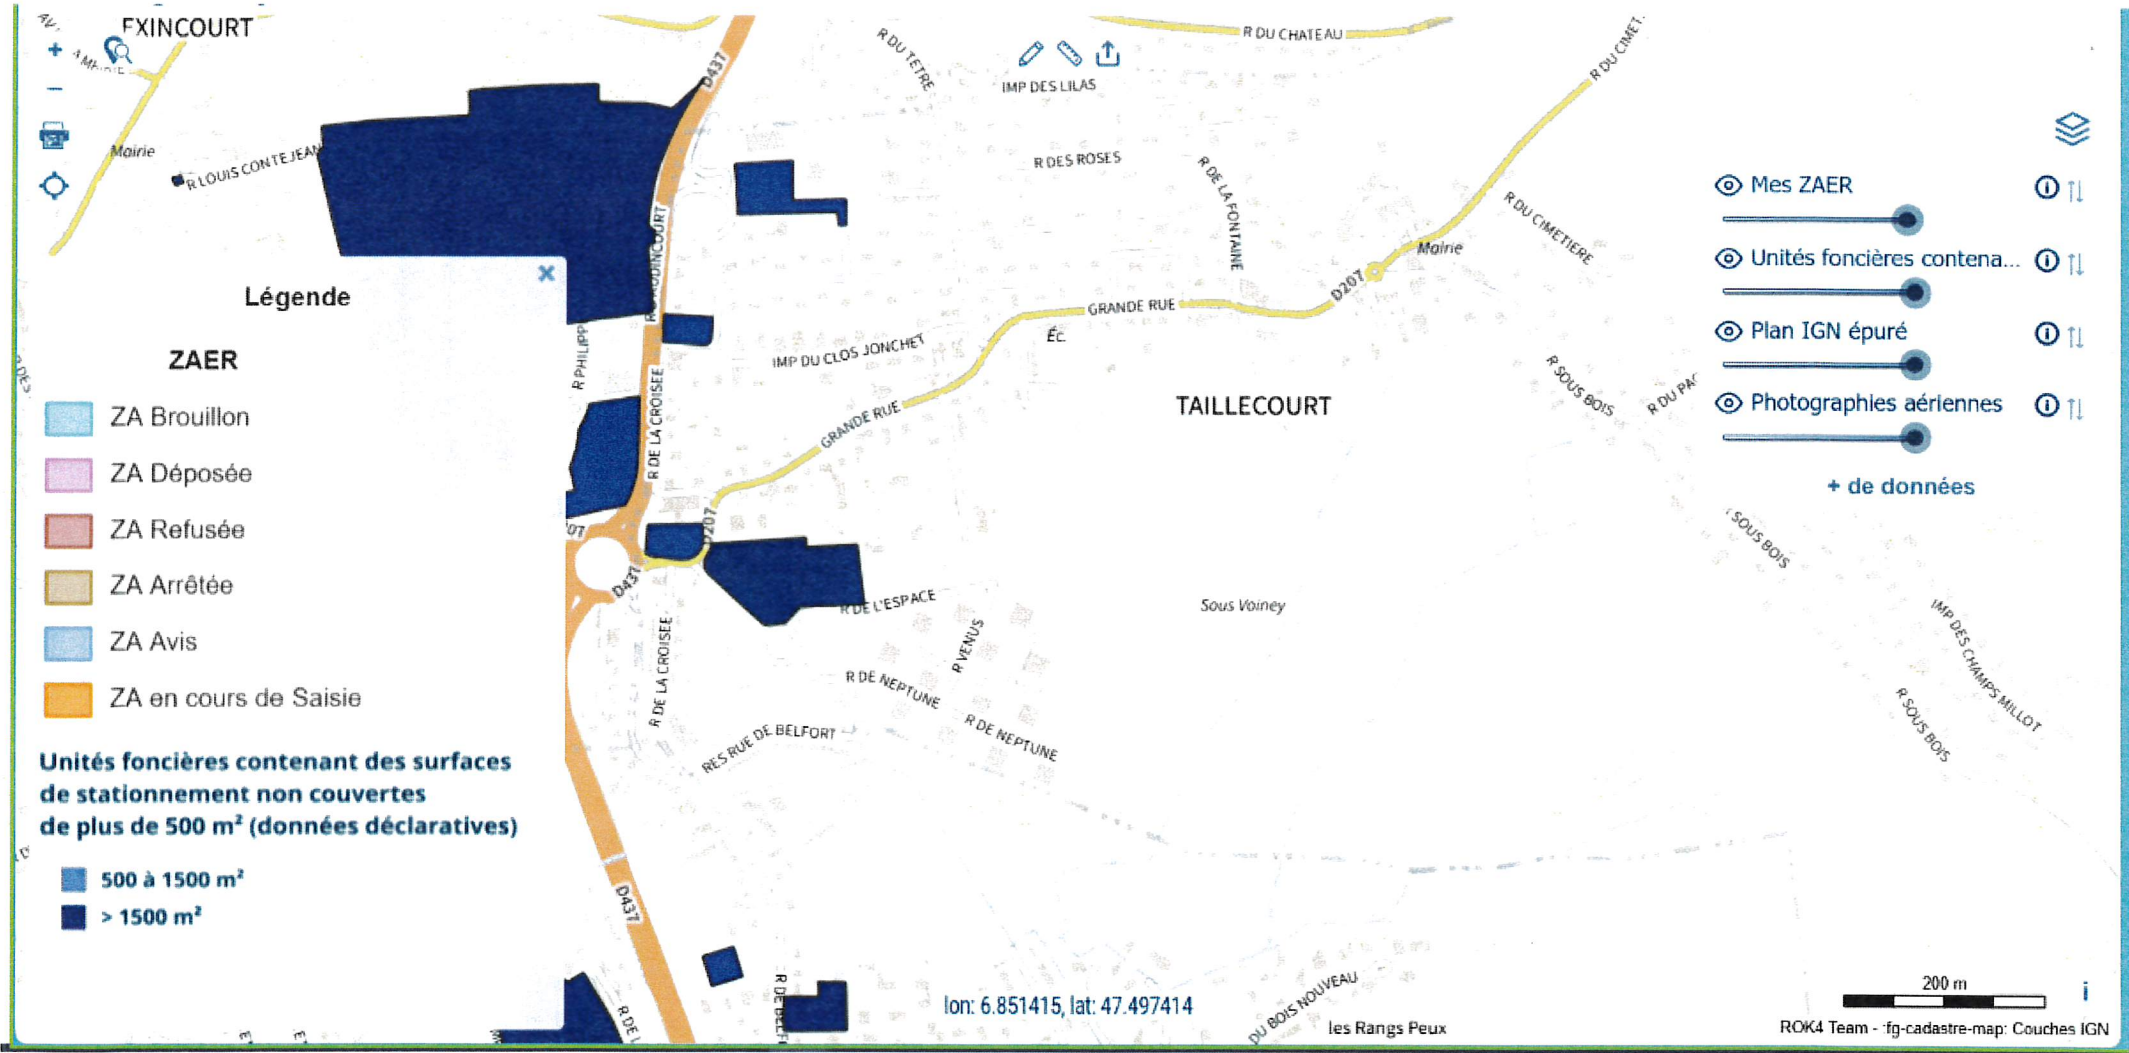 EXINCOURT
D437
R DU TETRE
R DU CHATEAU
R DU CIMET.
IMP DES LILAS
Mairie
R LOUIS CONTEJEAN
R DES ROSES
R DE LA FONTAINE
R DU CIMETIERE
Mairie
D207
GRANDE RUE
Éc.
IMP DU CLOS JONCHET
R PHILIPP
R DE LA CROISEE
GRANDE RUE
TAILLECOURT
R SOUS BOIS
R DU PAC
Mes ZAER
Unités foncières contena...
Plan IGN épuré
Photographies aériennes
+ de données
Légende
ZAER
ZA Brouillon
ZA Déposée
ZA Refusée
ZA Arrêtée
ZA Avis
ZA en cours de Saisie
Unités foncières contenant des surfaces
de stationnement non couvertes
de plus de 500 m² (données déclaratives)
500 à 1500 m²
> 1500 m²
07
D207
D437
R DE L'ESPACE
Sous Voiney
SOUS BOIS
R DE LA CROISEE
R VENUS
R DE NEPTUNE
R DE NEPTUNE
RES RUE DE BELFORT
IMP DES CHAMPS MILLOT
R SOUS BOIS
D437
R DE L
R DE BELF
lon: 6.851415, lat: 47.497414
DU BOIS NOUVEAU
les Rangs Peux
200 m
ROK4 Team - :fg-cadastre-map: Couches IGN